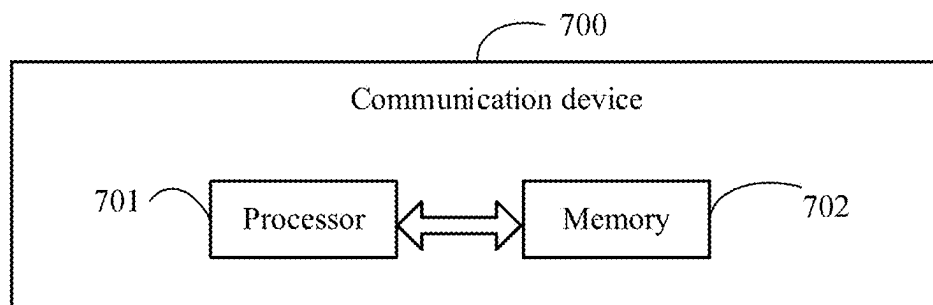 700
Communication device
701
Processor
Memory
702